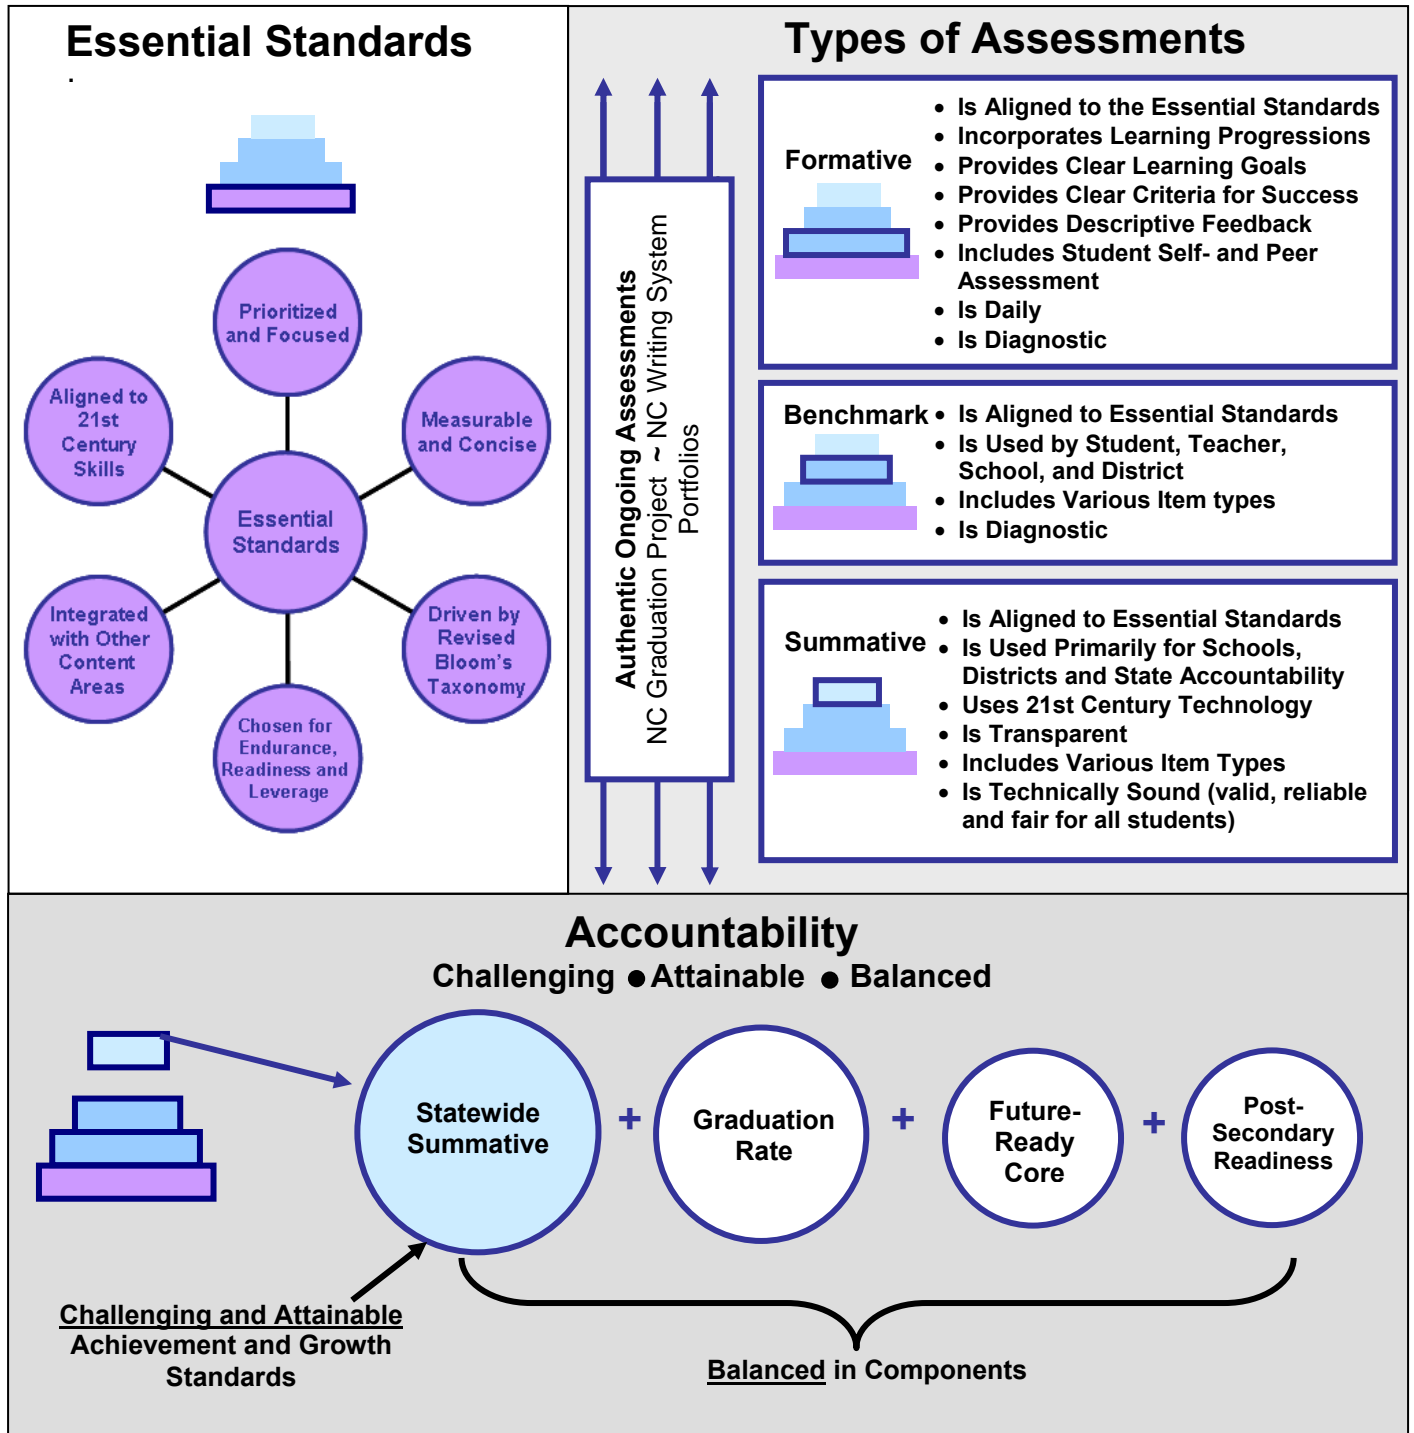 Essential Standards
.
Prioritized
and Focused
Aligned to
21st
Century
Skills
Measurable
and Concise
Essential
Standards
Integrated
with Other
Content
Areas
Driven by
Revised
Bloom's
Taxonomy
Chosen for
Endurance,
Readiness and
Leverage
Types of Assessments
Authentic Ongoing Assessments
NC Graduation Project ~ NC Writing System
Portfolios
Formative
• Is Aligned to the Essential Standards
• Incorporates Learning Progressions
• Provides Clear Learning Goals
• Provides Clear Criteria for Success
• Provides Descriptive Feedback
• Includes Student Self- and Peer
Assessment
• Is Daily
• Is Diagnostic
Benchmark
• Is Aligned to Essential Standards
• Is Used by Student, Teacher,
School, and District
• Includes Various Item types
• Is Diagnostic
Summative
• Is Aligned to Essential Standards
• Is Used Primarily for Schools,
Districts and State Accountability
• Uses 21st Century Technology
• Is Transparent
• Includes Various Item Types
• Is Technically Sound (valid, reliable
and fair for all students)
Accountability
Challenging ● Attainable ● Balanced
Statewide
Summative
+
Graduation
Rate
+
Future-
Ready
Core
+
Post-
Secondary
Readiness
Challenging and Attainable
Achievement and Growth
Standards
Balanced in Components